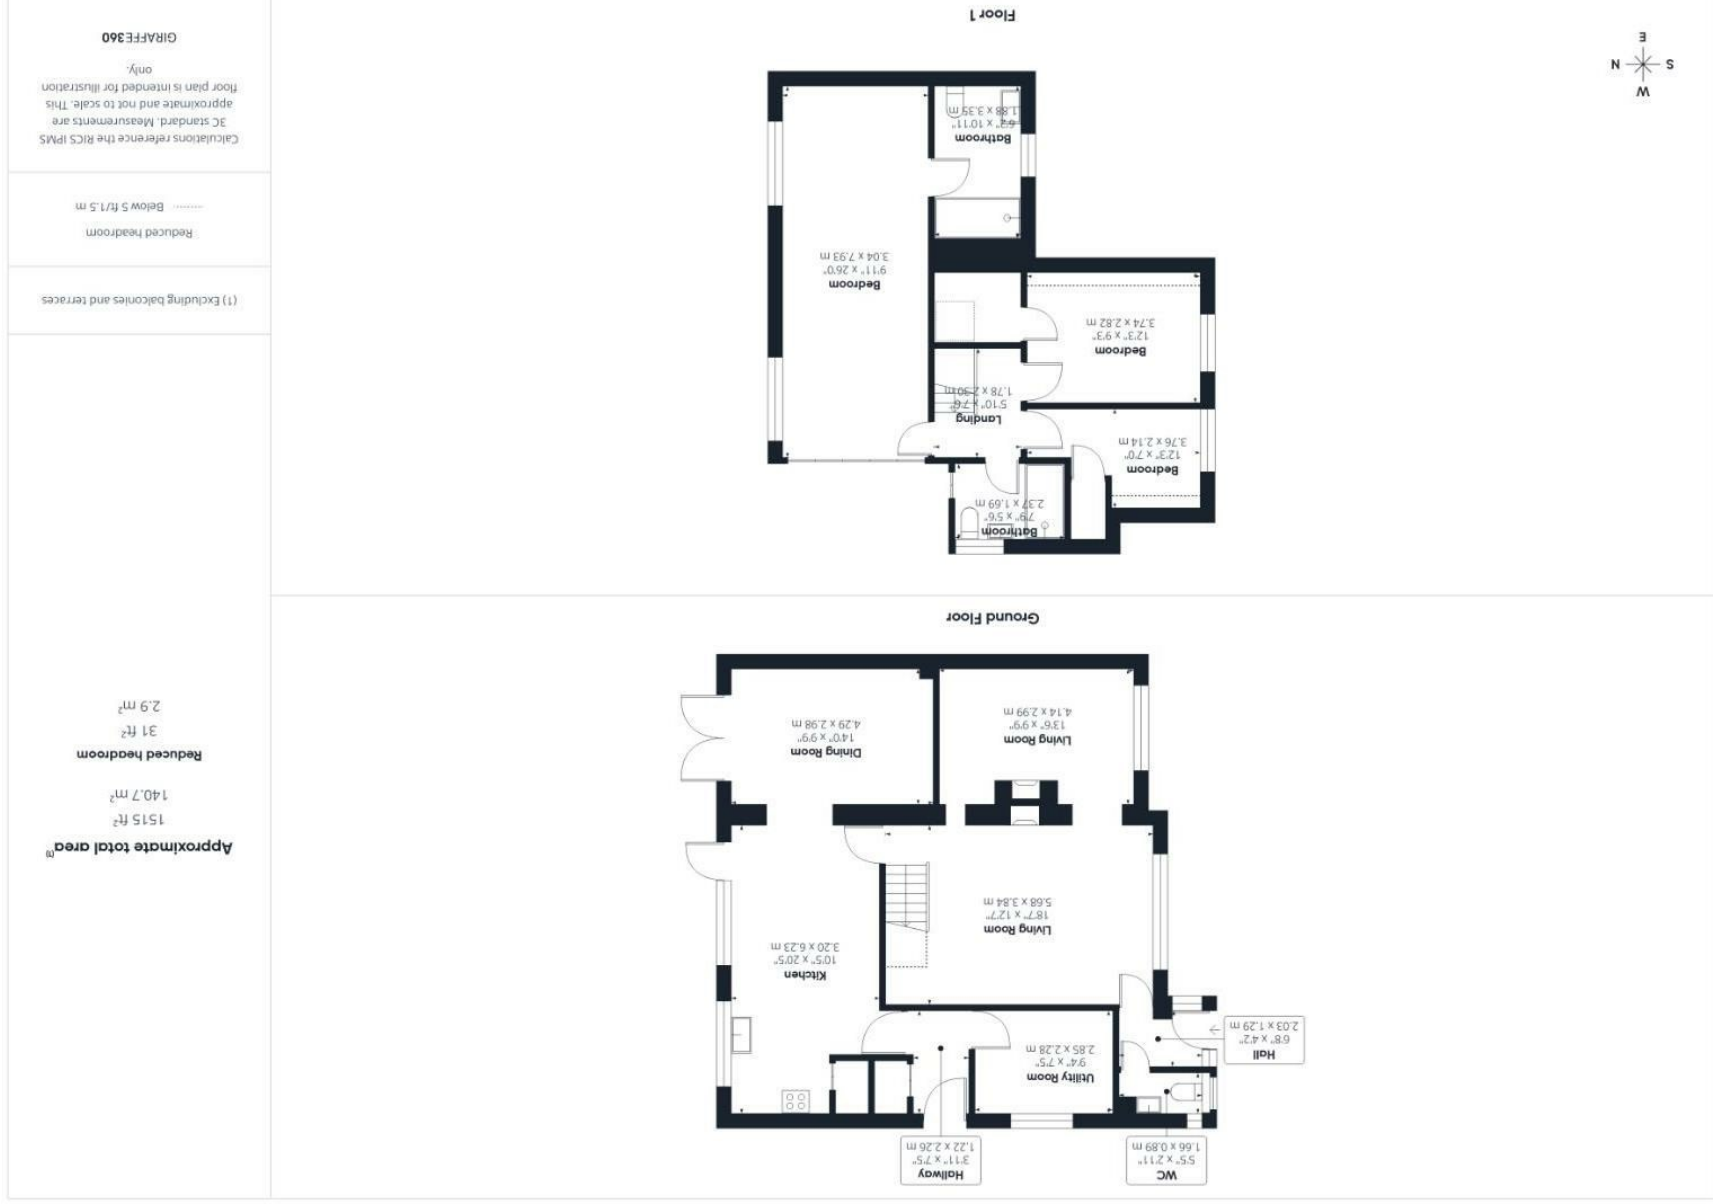 WC
5'5" x 2'11"
1.66 x 0.89 m
Hallway
3'11" x 7'5"
1.22 x 2.26 m
Hall
6'8" x 4'2"
2.03 x 1.29 m
Utility Room
9'4" x 7'5"
2.85 x 2.28 m
Kitchen
10'5" x 20'5"
3.20 x 6.23 m
Living Room
18'7" x 12'7"
5.68 x 3.84 m
Living Room
13'6" x 9'9"
4.14 x 2.99 m
Dining Room
14'0" x 9'9"
4.29 x 2.98 m
Ground Floor
Bathroom
7'9" x 5'6"
2.37 x 1.69 m
Bedroom
12'3" x 7'0"
3.76 x 2.14 m
Landing
5'10" x 7'6"
1.78 x 2.30 m
Bedroom
12'3" x 9'3"
3.74 x 2.82 m
Bedroom
9'11" x 26'0"
3.04 x 7.93 m
Bathroom
6'2" x 10'11"
1.88 x 3.35 m
W
S N
E
Floor 1
Approximate total area(1)
1515 ft²
140.7 m²
Reduced headroom
31 ft²
2.9 m²
(1) Excluding balconies and terraces
Reduced headroom
Below 5 ft/1.5 m
Calculations reference the RICS IPMS
3C standard. Measurements are
approximate and not to scale. This
floor plan is intended for illustration
only.
GIRAFFE360